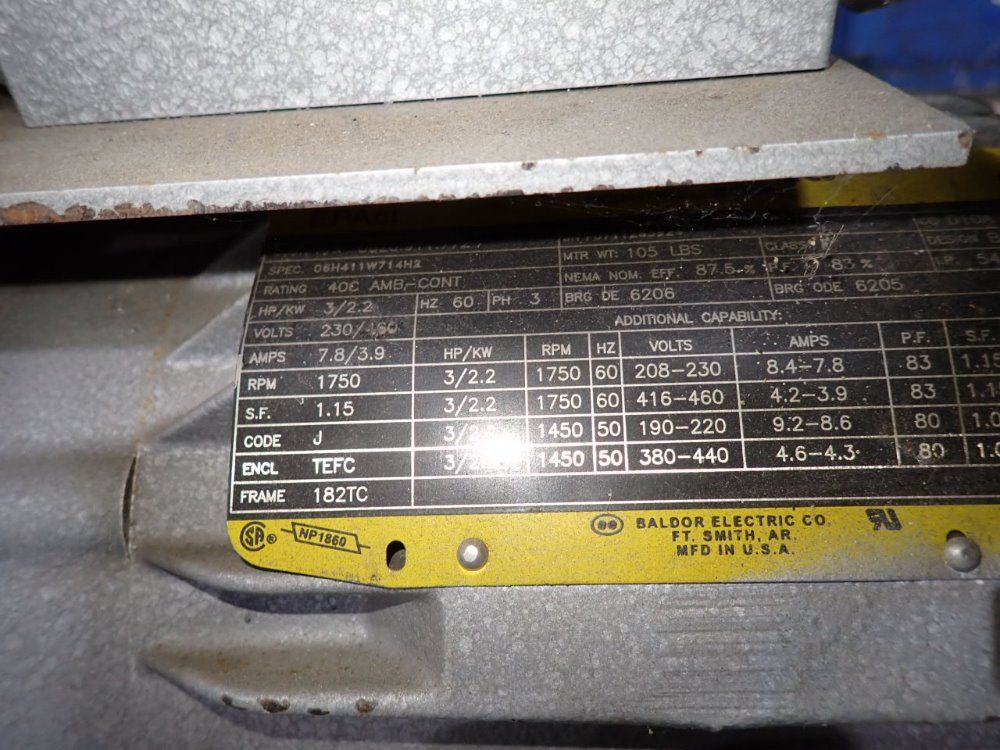 SPEC. 06H411W714H2
MTR WT: 105 LBS
RATING 40C AMB-CONT
NEMA NOM. EFF. 87.5 % P.F. 83 %
HP/KW 3/2.2 HZ 60 PH 3 BRG DE 6206 BRG ODE 6205
VOLTS 230/460 ADDITIONAL CAPABILITY:
AMPS 7.8/3.9 HP/KW RPM HZ VOLTS AMPS P.F. S.F.
RPM 1750 3/2.2 1750 60 208-230 8.4-7.8 83 1.15
S.F. 1.15 3/2.2 1750 60 416-460 4.2-3.9 83
CODE J 1450 50 190-220 9.2-8.6 80
ENCL TEFC 1450 50 380-440 4.6-4.3 80
FRAME 182TC
SA ® NP1860 BALDOR ELECTRIC CO.
FT. SMITH, AR.
MFD IN U.S.A.